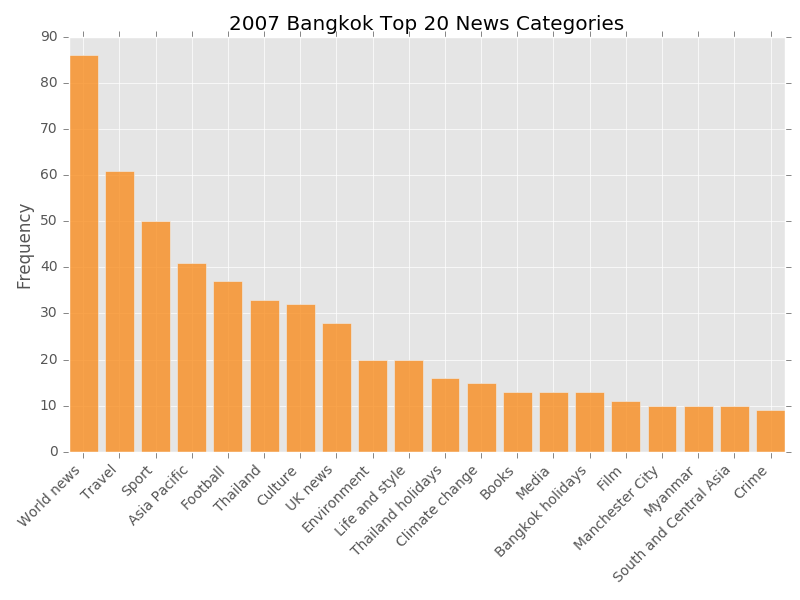 2007 Bangkok Top 20 News Categories
90
80
70
60
50
40
30
20
10
0
Frequency
World news
Travel
Sport
Asia Pacific
Football
Thailand
Culture
UK news
Environment
Life and style
Thailand holidays
Climate change
Books
Media
Bangkok holidays
Film
Manchester City
Myanmar
South and Central Asia
Crime